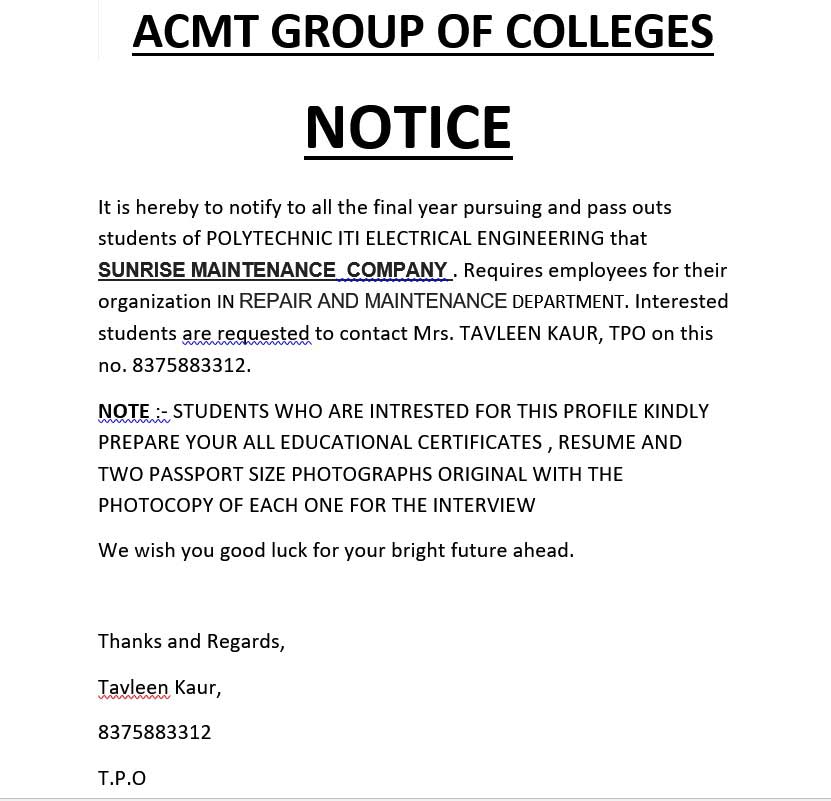 ACMT GROUP OF COLLEGES
NOTICE
It is hereby to notify to all the final year pursuing and pass outs
students of POLYTECHNIC ITI ELECTRICAL ENGINEERING that
SUNRISE MAINTENANCE COMPANY . Requires employees for their
organization IN REPAIR AND MAINTENANCE DEPARTMENT. Interested
students are requested to contact Mrs. TAVLEEN KAUR, TPO on this
no. 8375883312.
NOTE :- STUDENTS WHO ARE INTRESTED FOR THIS PROFILE KINDLY
PREPARE YOUR ALL EDUCATIONAL CERTIFICATES , RESUME AND
TWO PASSPORT SIZE PHOTOGRAPHS ORIGINAL WITH THE
PHOTOCOPY OF EACH ONE FOR THE INTERVIEW
We wish you good luck for your bright future ahead.
Thanks and Regards,
Tavleen Kaur,
8375883312
T.P.O